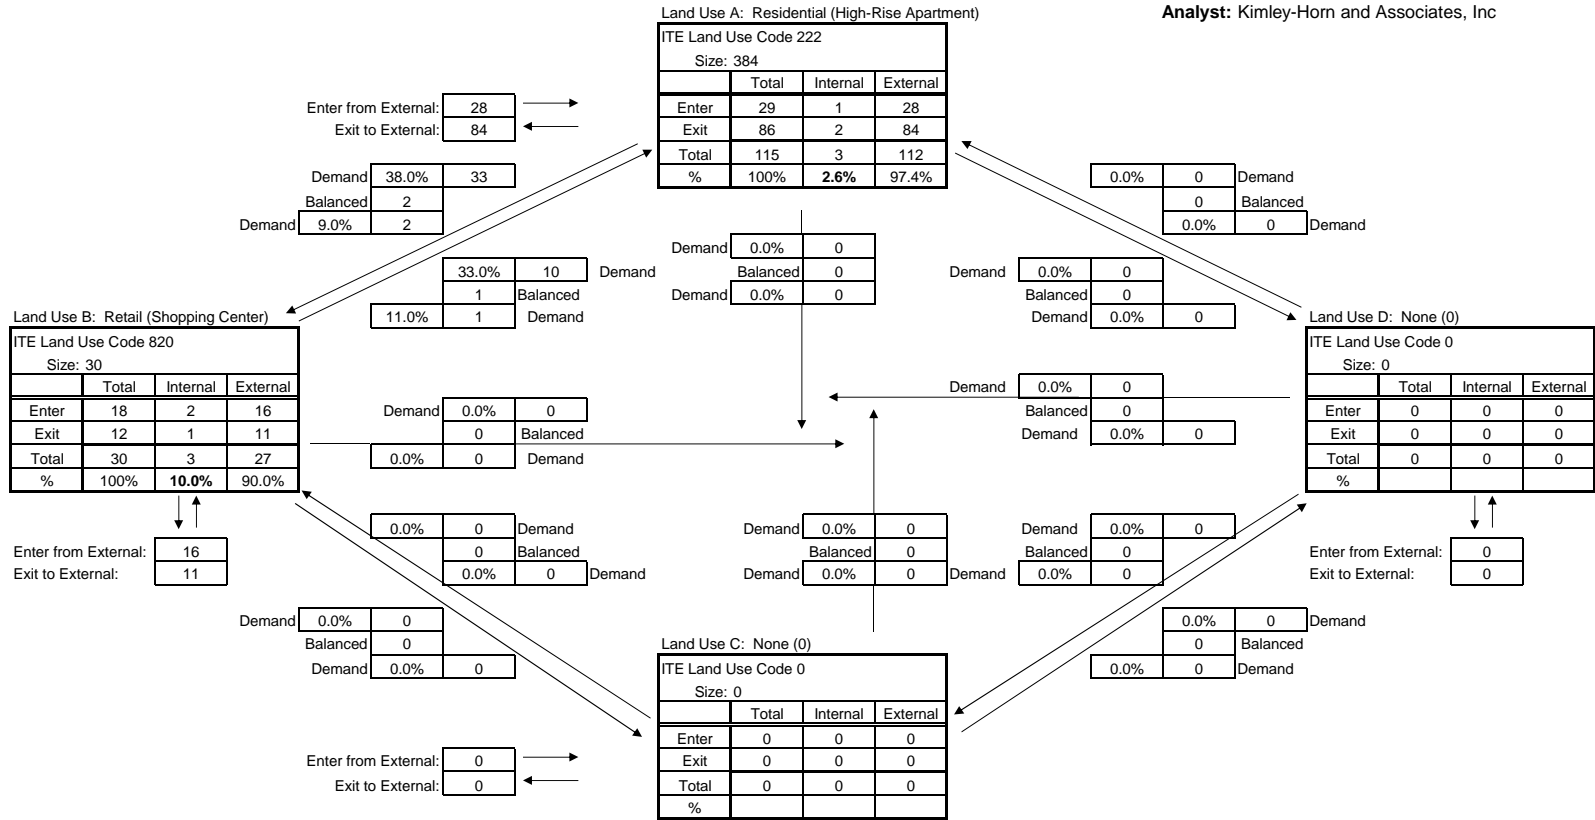 Land Use A: Residential (High-Rise Apartment)
Analyst: Kimley-Horn and Associates, Inc
ITE Land Use Code 222
Size: 384
Total Internal External
Enter 29 1 28
Exit 86 2 84
Total 115 3 112
% 100% 2.6% 97.4%
Enter from External: 28
Exit to External: 84
Demand 38.0% 33
Balanced 2
Demand 9.0% 2
0.0% 0 Demand
0 Balanced
0.0% 0 Demand
Demand 0.0% 0
Balanced 0
Demand 0.0% 0
33.0% 10 Demand
1 Balanced
11.0% 1 Demand
Demand 0.0% 0
Balanced 0
Demand 0.0% 0
Land Use B: Retail (Shopping Center)
ITE Land Use Code 820
Size: 30
Total Internal External
Enter 18 2 16
Exit 12 1 11
Total 30 3 27
% 100% 10.0% 90.0%
Land Use D: None (0)
ITE Land Use Code 0
Size: 0
Total Internal External
Enter 0 0 0
Exit 0 0 0
Total 0 0 0
%
Demand 0.0% 0
0 Balanced
0.0% 0 Demand
Demand 0.0% 0
Balanced 0
Demand 0.0% 0
Enter from External: 16
Exit to External: 11
0.0% 0 Demand
0 Balanced
0.0% 0 Demand
Demand 0.0% 0
Balanced 0
Demand 0.0% 0
Demand 0.0% 0
Balanced 0
Demand 0.0% 0
Enter from External: 0
Exit to External: 0
Demand 0.0% 0
Balanced 0
Demand 0.0% 0
0.0% 0 Demand
0 Balanced
0.0% 0 Demand
Land Use C: None (0)
ITE Land Use Code 0
Size: 0
Total Internal External
Enter 0 0 0
Exit 0 0 0
Total 0 0 0
%
Enter from External: 0
Exit to External: 0